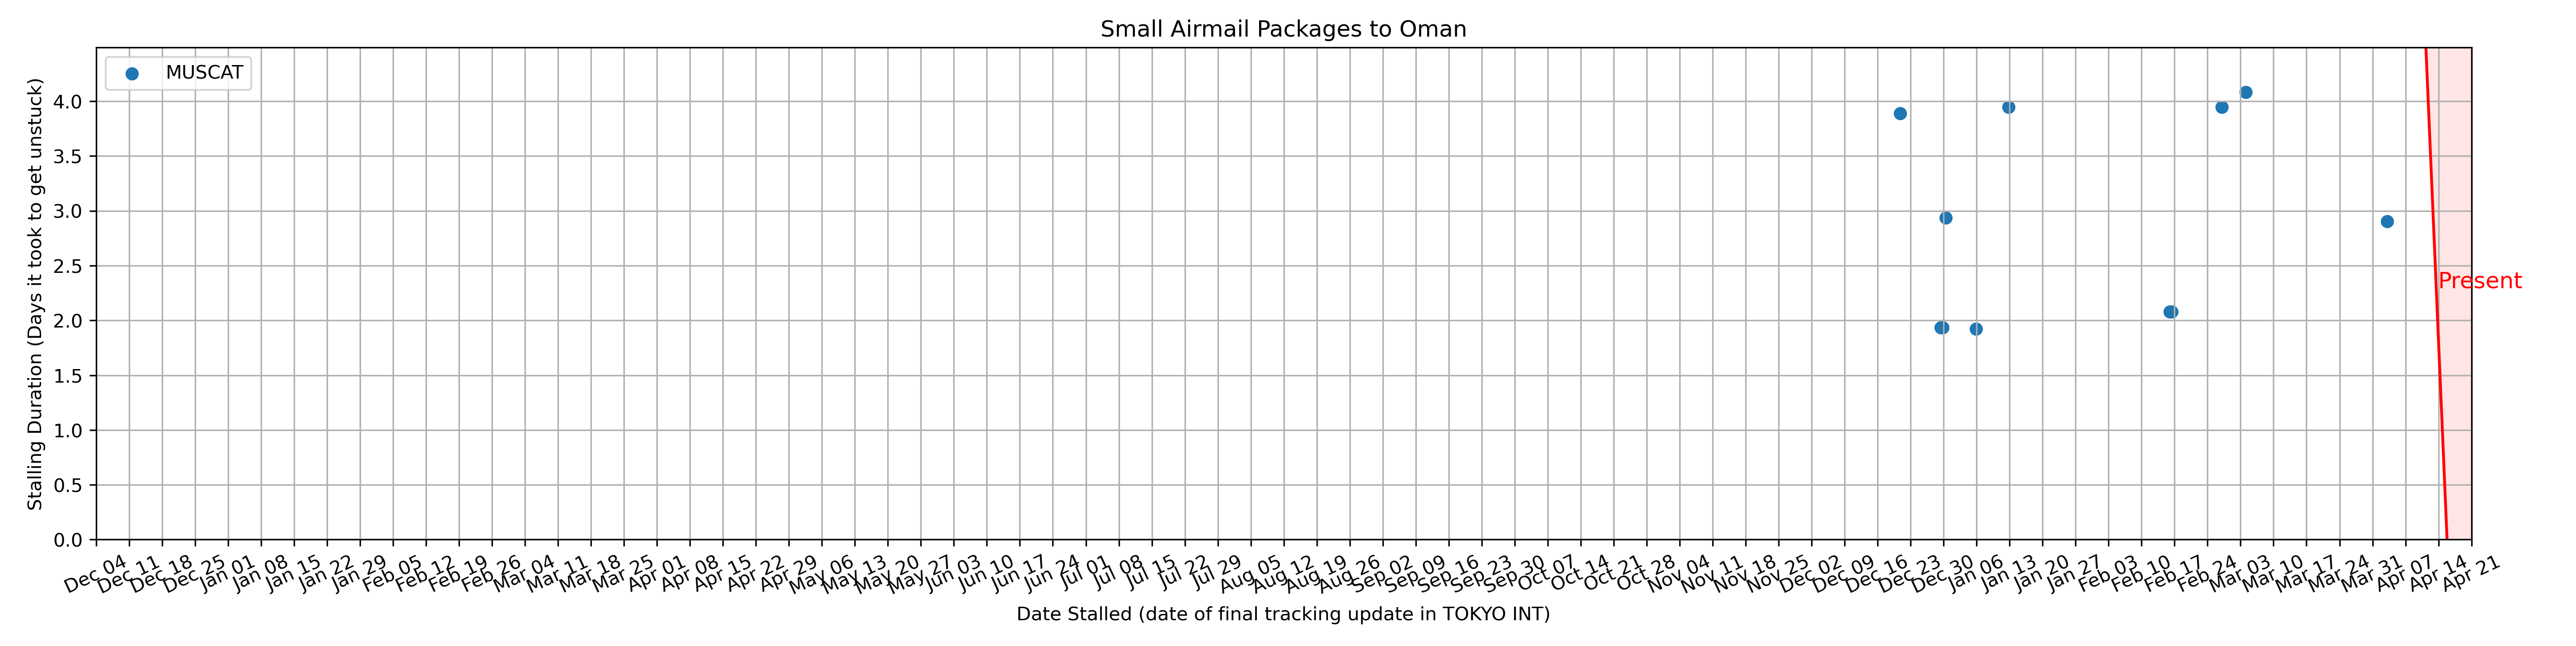 Small Airmail Packages to Oman
MUSCAT
Stalling Duration (Days it took to get unstuck)
4.0
3.5
3.0
2.5
2.0
1.5
1.0
0.5
0.0
Present
Dec 04 Dec 11 Dec 18 Dec 25 Jan 01 Jan 08 Jan 15 Jan 22 Jan 29 Feb 05 Feb 12 Feb 19 Feb 26 Mar 04 Mar 11 Mar 18 Mar 25 Apr 01 Apr 08 Apr 15 Apr 22 Apr 29 May 06 May 13 May 20 May 27 Jun 03 Jun 10 Jun 17 Jun 24 Jul 01 Jul 08 Jul 15 Jul 22 Jul 29 Aug 05 Aug 12 Aug 19 Aug 26 Sep 02 Sep 09 Sep 16 Sep 23 Sep 30 Oct 07 Oct 14 Oct 21 Oct 28 Nov 04 Nov 11 Nov 18 Nov 25 Dec 02 Dec 09 Dec 16 Dec 23 Dec 30 Jan 06 Jan 13 Jan 20 Jan 27 Feb 03 Feb 10 Feb 17 Feb 24 Mar 03 Mar 10 Mar 17 Mar 24 Mar 31 Apr 07 Apr 14 Apr 21
Date Stalled (date of final tracking update in TOKYO INT)